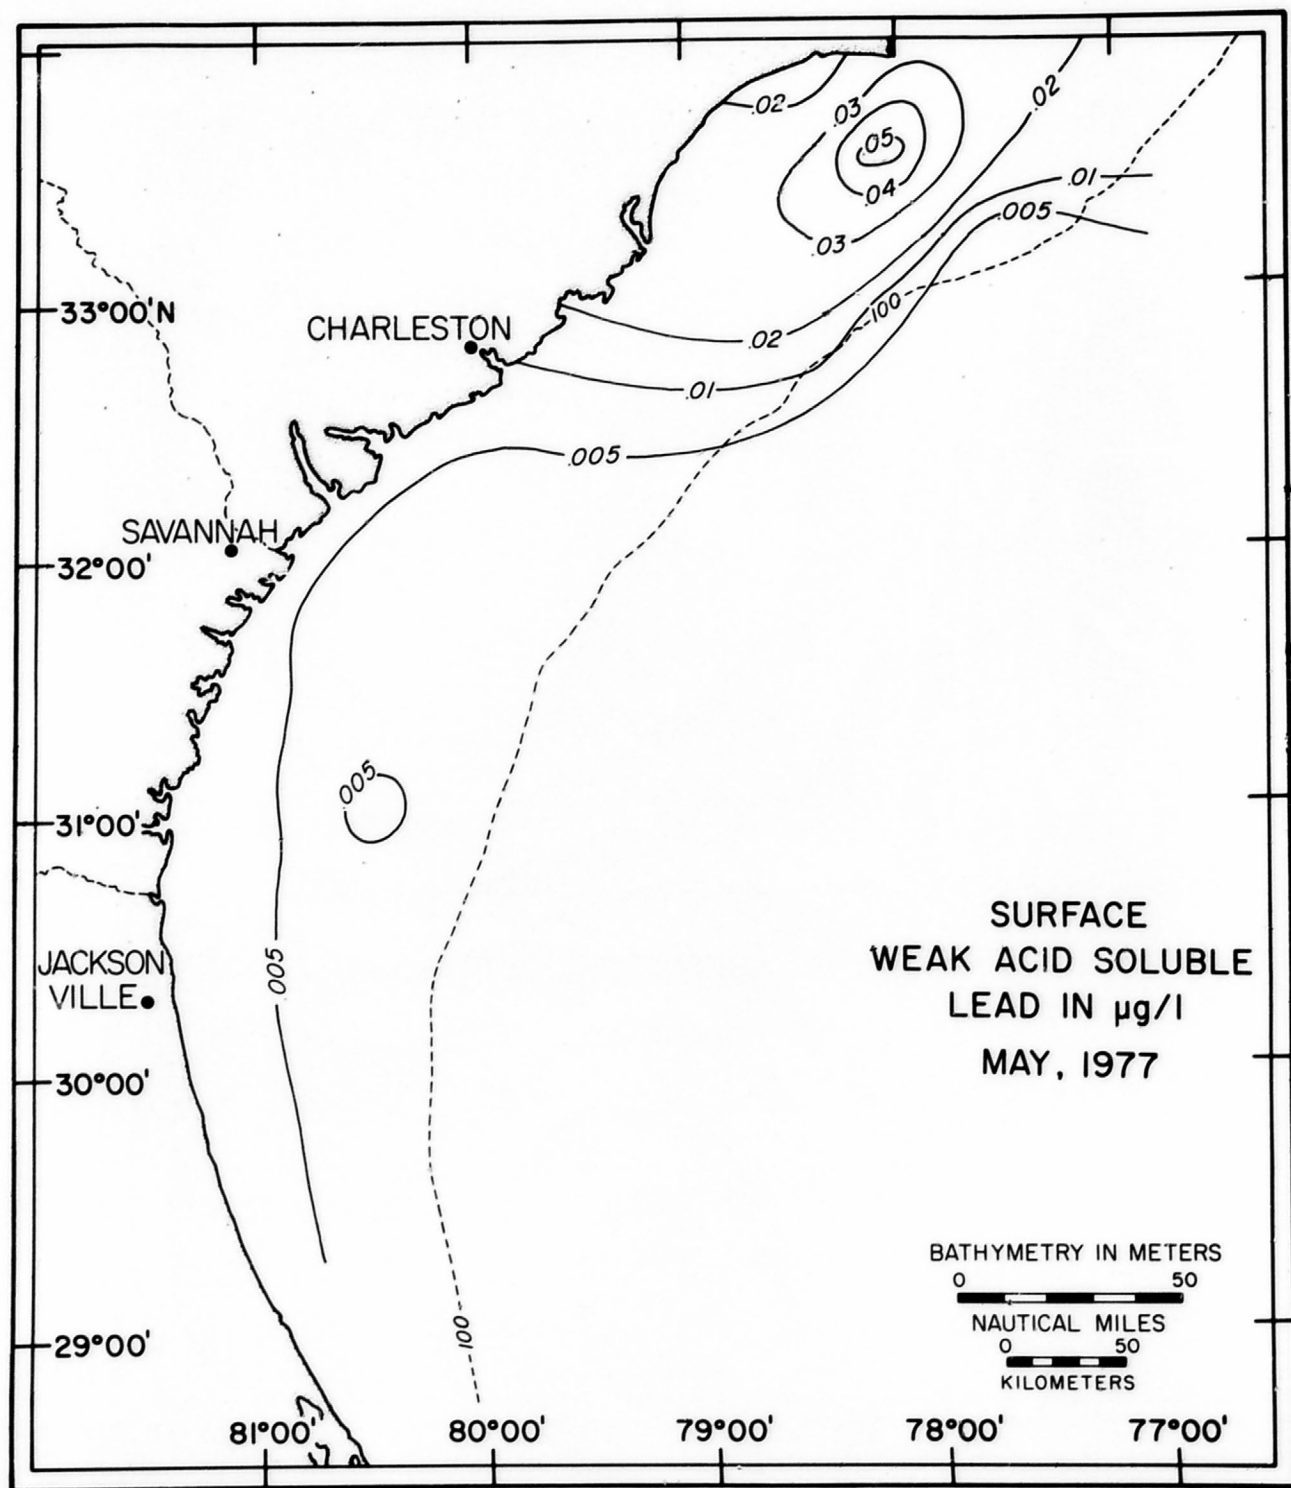 .02
.03
.02
.05
.04
.01
.005
.03
33°00'N
100
CHARLESTON
.02
.01
.005
SAVANNAH
32°00'
.005
31°00'
SURFACE
WEAK ACID SOLUBLE
LEAD IN µg/l
MAY, 1977
JACKSON
VILLE
.005
30°00'
BATHYMETRY IN METERS
0 50
NAUTICAL MILES
0 50
KILOMETERS
100
29°00'
81°00' 80°00' 79°00' 78°00' 77°00'